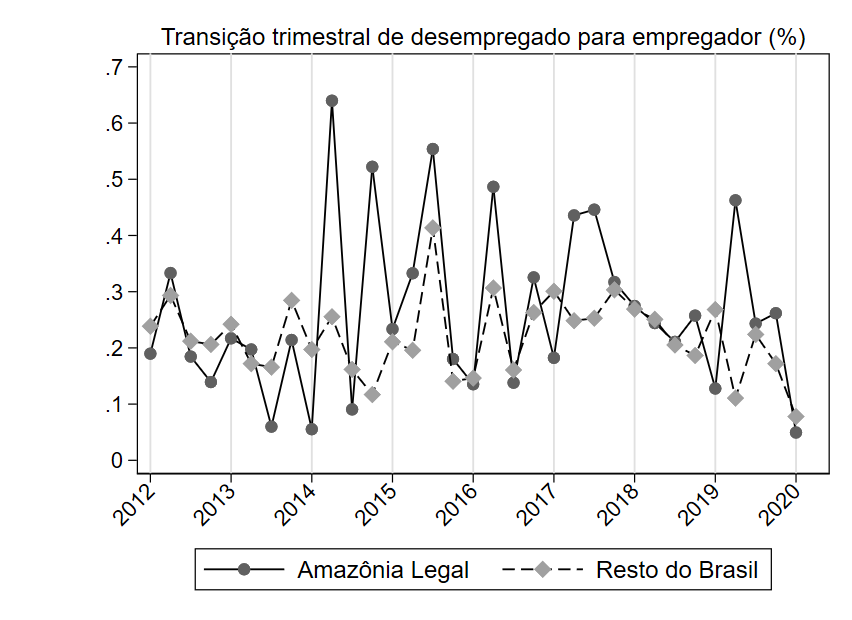 Transição trimestral de desempregado para empregador (%)
.7
.6
.5
.4
.3
.2
.1
0
2012 2013 2014 2015 2016 2017 2018 2019 2020
Amazônia Legal Resto do Brasil